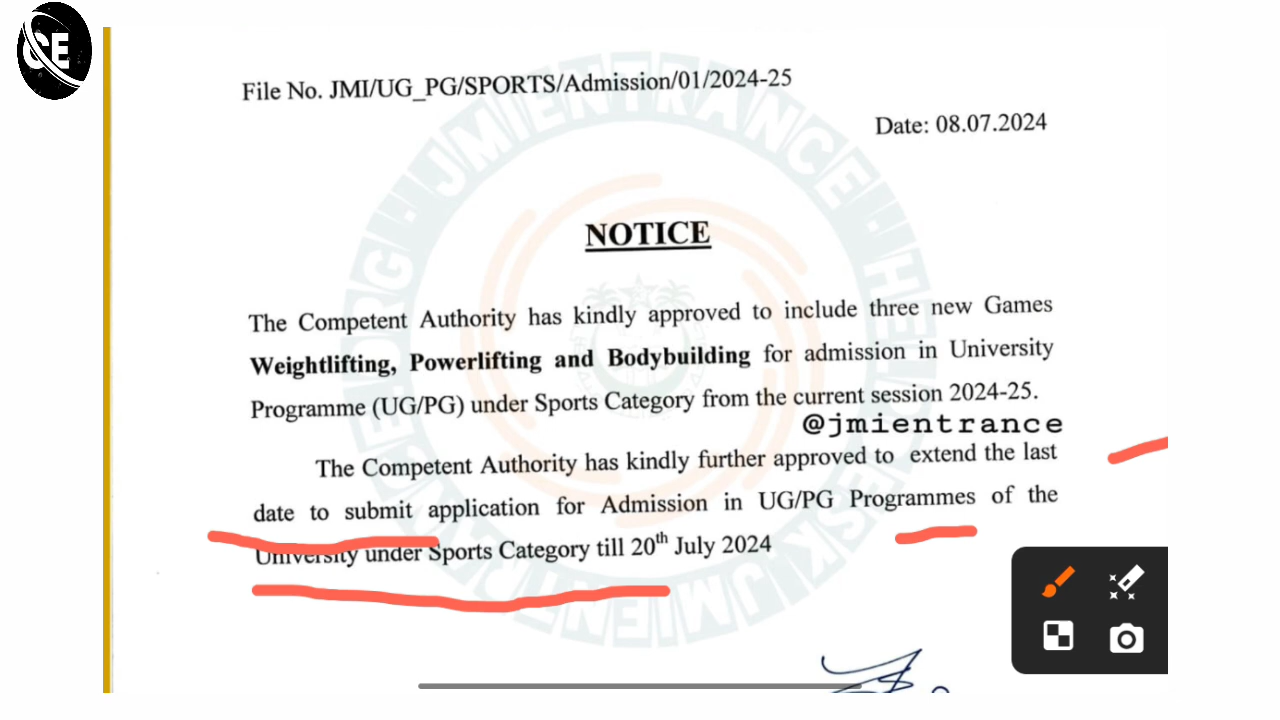 CE
File No. JMI/UG_PG/SPORTS/Admission/01/2024-25
Date: 08.07.2024
NOTICE
The Competent Authority has kindly approved to include three new Games
Weightlifting, Powerlifting and Bodybuilding for admission in University
Programme (UG/PG) under Sports Category from the current session 2024-25.
@jmientrance
The Competent Authority has kindly further approved to extend the last
date to submit application for Admission in UG/PG Programmes of the
University under Sports Category till 20th July 2024